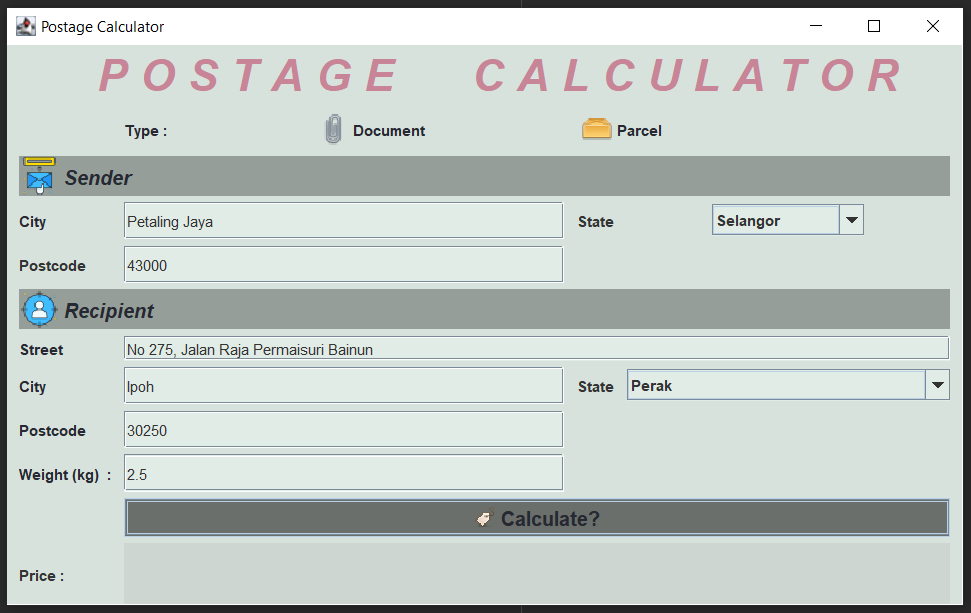 Postage Calculator
POSTAGE CALCULATOR
Type : Document Parcel
Sender
City Petaling Jaya State Selangor
Postcode 43000
Recipient
Street No 275, Jalan Raja Permaisuri Bainun
City Ipoh State Perak
Postcode 30250
Weight (kg) : 2.5
Calculate?
Price :